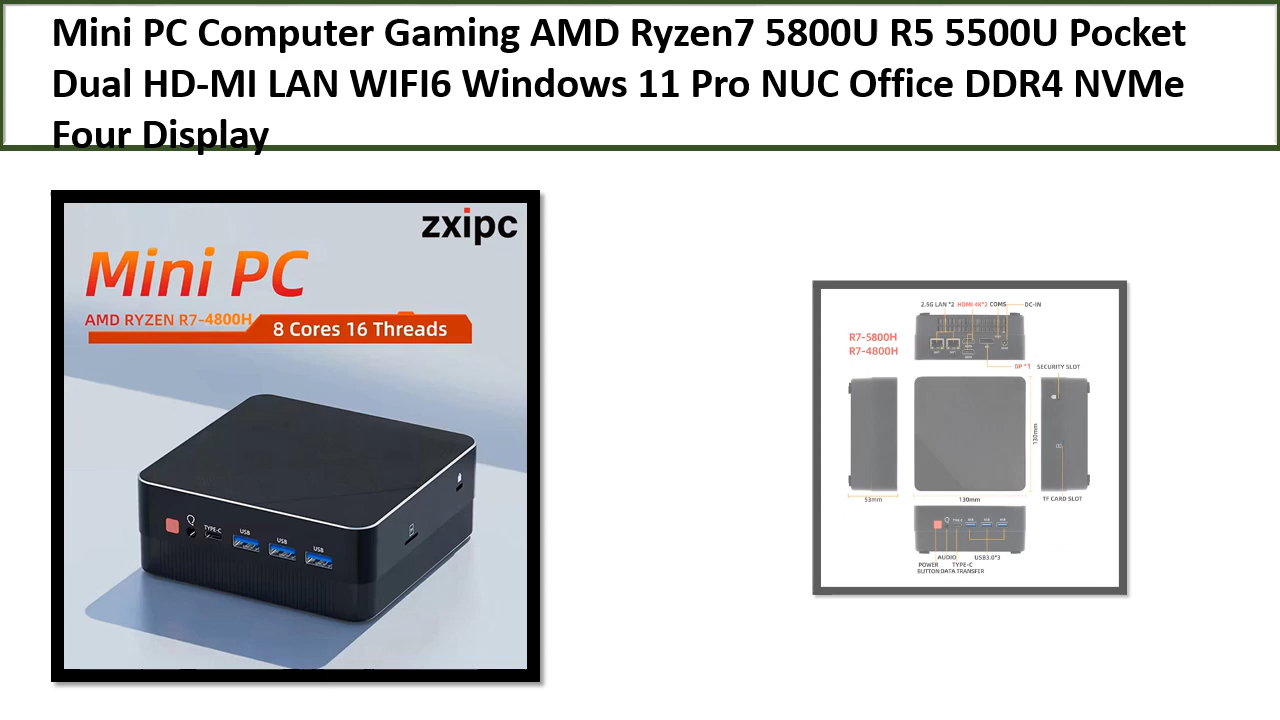 Mini PC Computer Gaming AMD Ryzen7 5800U R5 5500U Pocket
Dual HD-MI LAN WIFI6 Windows 11 Pro NUC Office DDR4 NVMe
Four Display
zxipc
Mini PC
AMD RYZEN R7-4800H
8 Cores 16 Threads
TYPE-C
USB
USB
USB
2.5G LAN *2 HDMI 4K*2 COMS DC-IN
R7-5800H
R7-4800H
DP *1 SECURITY SLOT
130mm
53mm
130mm
TF CARD SLOT
AUDIO USB3.0*3
POWER TYPE-C
BUTTON DATA TRANSFER